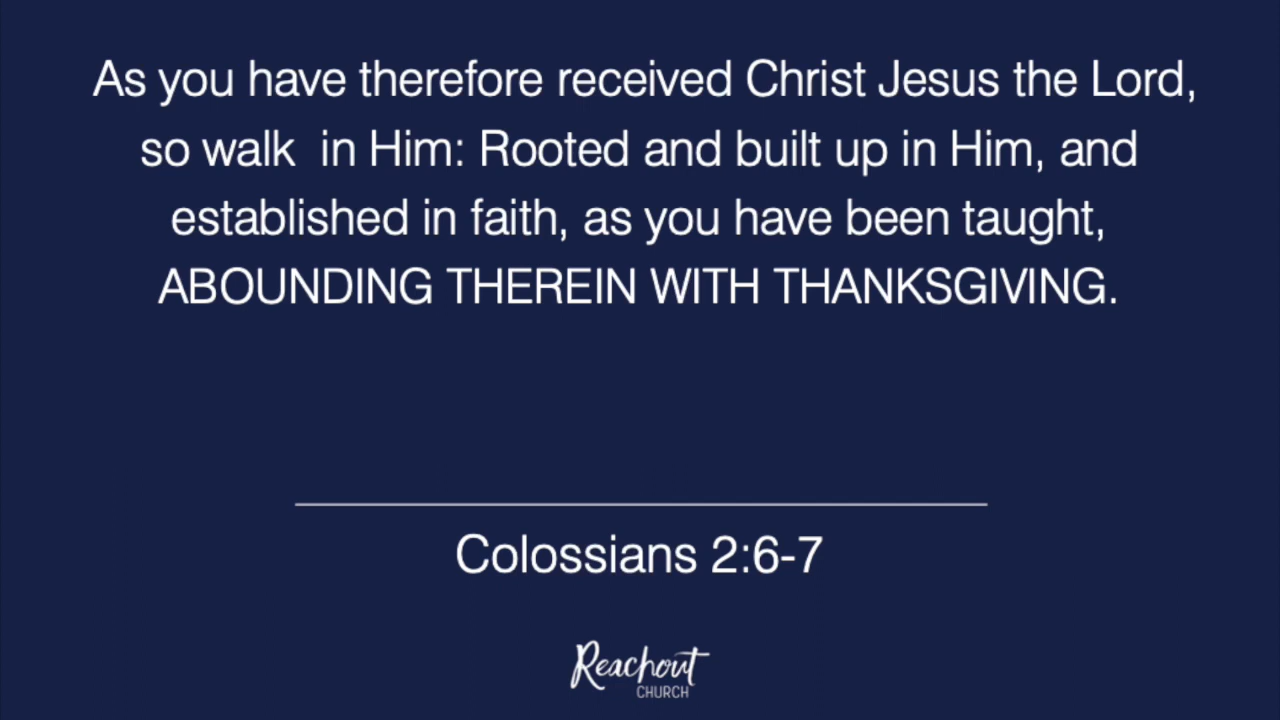 As you have therefore received Christ Jesus the Lord,
so walk  in Him: Rooted and built up in Him, and
established in faith, as you have been taught,
ABOUNDING THEREIN WITH THANKSGIVING.
Colossians 2:6-7
Reachout
CHURCH